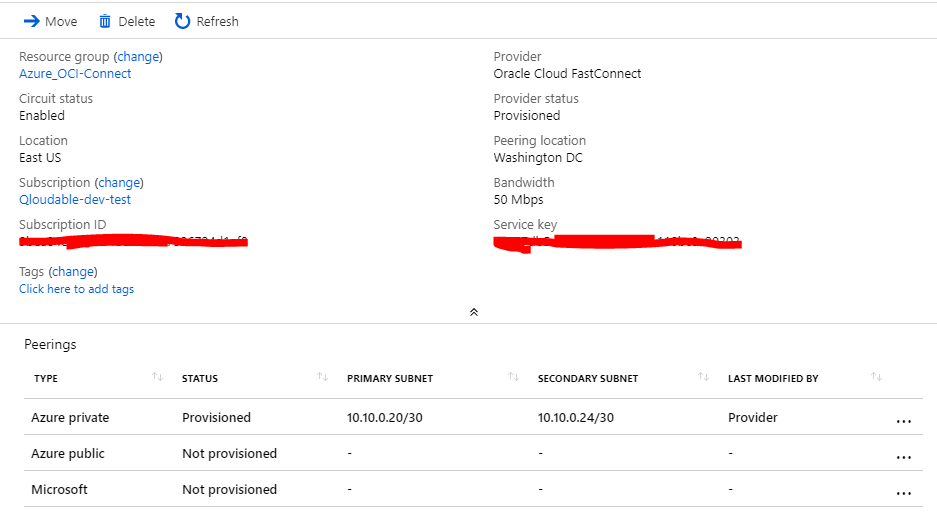 Move Delete Refresh
Resource group (change)
Azure_OCI-Connect
Circuit status
Enabled
Location
East US
Subscription (change)
Qloudable-dev-test
Subscription ID
Tags (change)
Click here to add tags
Provider
Oracle Cloud FastConnect
Provider status
Provisioned
Peering location
Washington DC
Bandwidth
50 Mbps
Service key
Peerings
TYPE STATUS PRIMARY SUBNET SECONDARY SUBNET LAST MODIFIED BY
Azure private Provisioned 10.10.0.20/30 10.10.0.24/30 Provider ...
Azure public Not provisioned - - - ...
Microsoft Not provisioned - - - ...